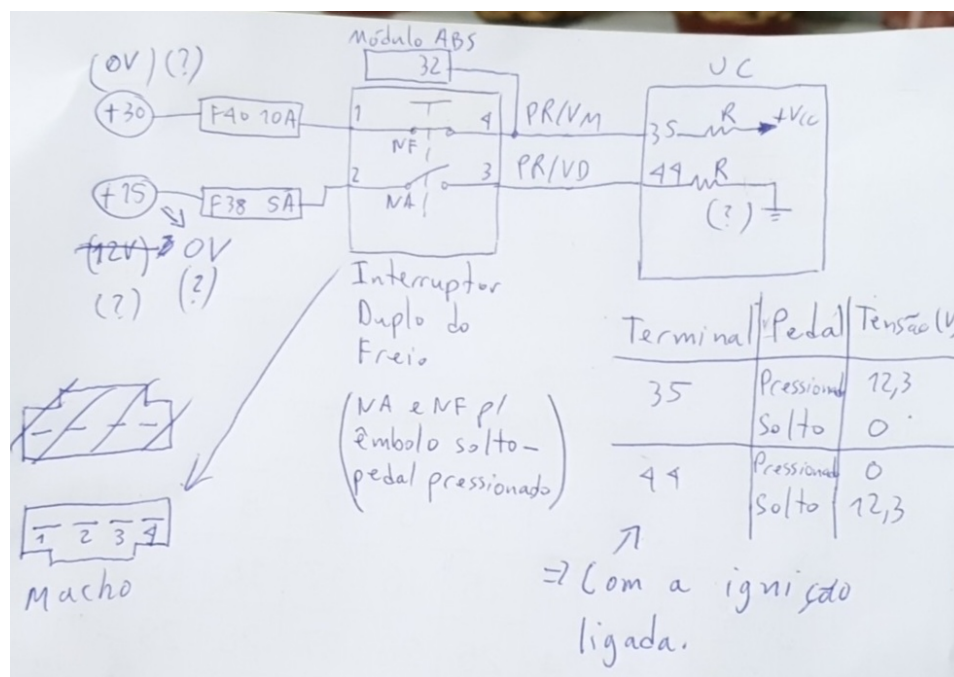 Módulo ABS
32
(0V) (?)
+30
F40 10A
1
4
NF
PR/VM
UC
35
R
+Vcc
+15
F38 5A
2
3
NA
PR/VD
44
R
(?)
(12V)
0V
(?)
(?)
Interruptor
Duplo do
Freio
(NA e NF p/
êmbolo solto-
pedal pressionado)
Terminal Pedal Tensão (V
35 Pressionad 12,3
Solto 0
44 Pressionad 0
Solto 12,3
=> Com a ignição
ligada.
1 2 3 4
Macho